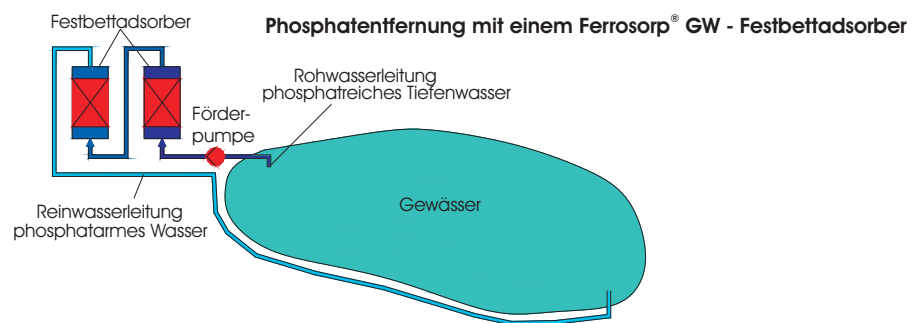 Phosphatentfernung mit einem Ferrosorp® GW - Festbettadsorber
Festbettadsorber
Rohwasserleitung
phosphatreiches Tiefenwasser
Förder-
pumpe
Gewässer
Reinwasserleitung
phosphatarmes Wasser